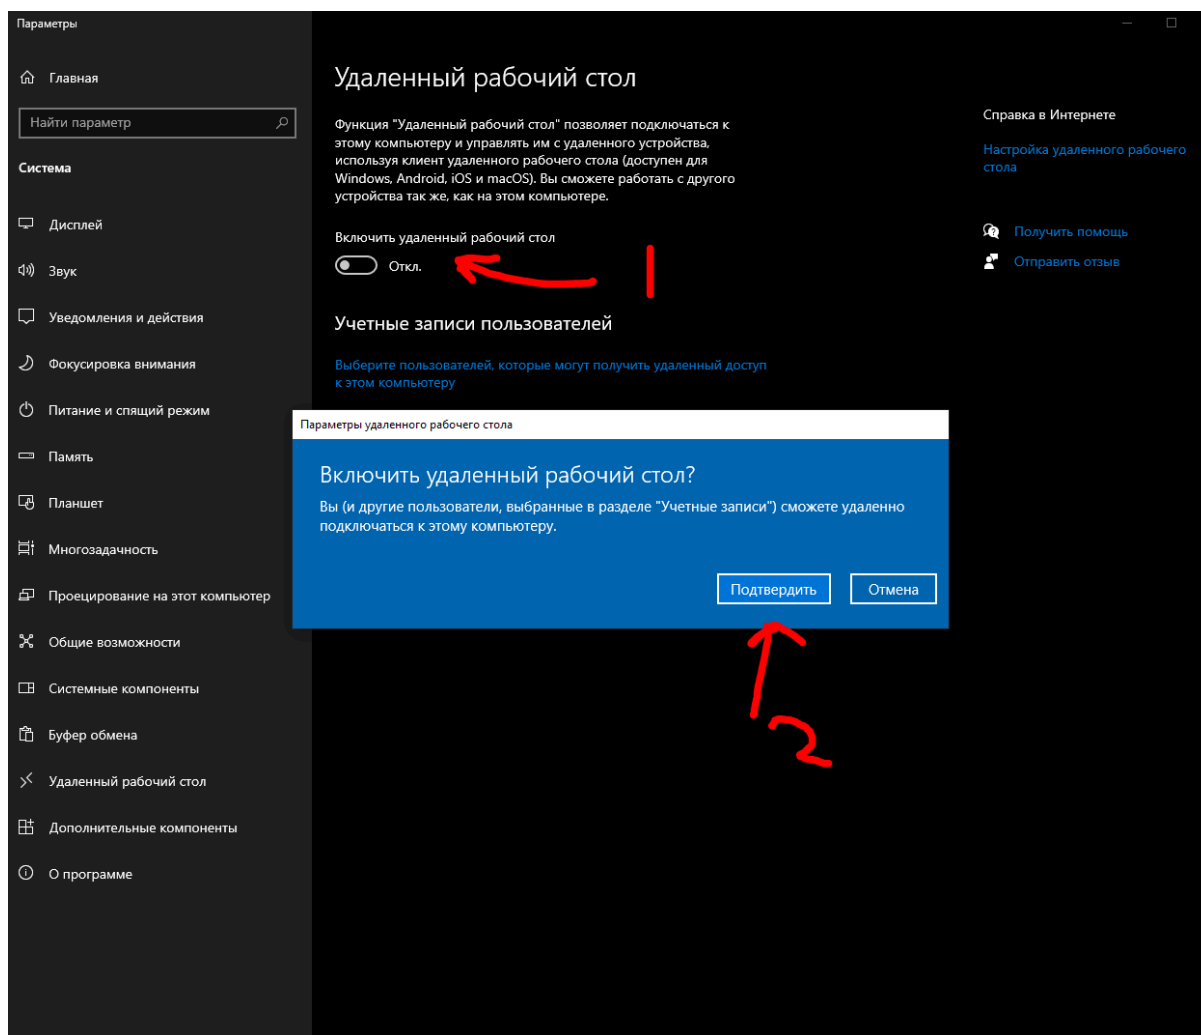 Параметры
Главная
Найти параметр
Система
Дисплей
Звук
Уведомления и действия
Фокусировка внимания
Питание и спящий режим
Память
Планшет
Многозадачность
Проецирование на этот компьютер
Общие возможности
Системные компоненты
Буфер обмена
Удаленный рабочий стол
Дополнительные компоненты
О программе
Удаленный рабочий стол
Функция "Удаленный рабочий стол" позволяет подключаться к
этому компьютеру и управлять им с удаленного устройства,
используя клиент удаленного рабочего стола (доступен для
Windows, Android, iOS и macOS). Вы сможете работать с другого
устройства так же, как на этом компьютере.
Включить удаленный рабочий стол
Откл.
1
Учетные записи пользователей
Выберите пользователей, которые могут получить удаленный доступ
к этом компьютеру
Параметры удаленного рабочего стола
Включить удаленный рабочий стол?
Вы (и другие пользователи, выбранные в разделе "Учетные записи") сможете удаленно
подключаться к этому компьютеру.
Подтвердить
Отмена
2
Справка в Интернете
Настройка удаленного рабочего
стола
Получить помощь
Отправить отзыв